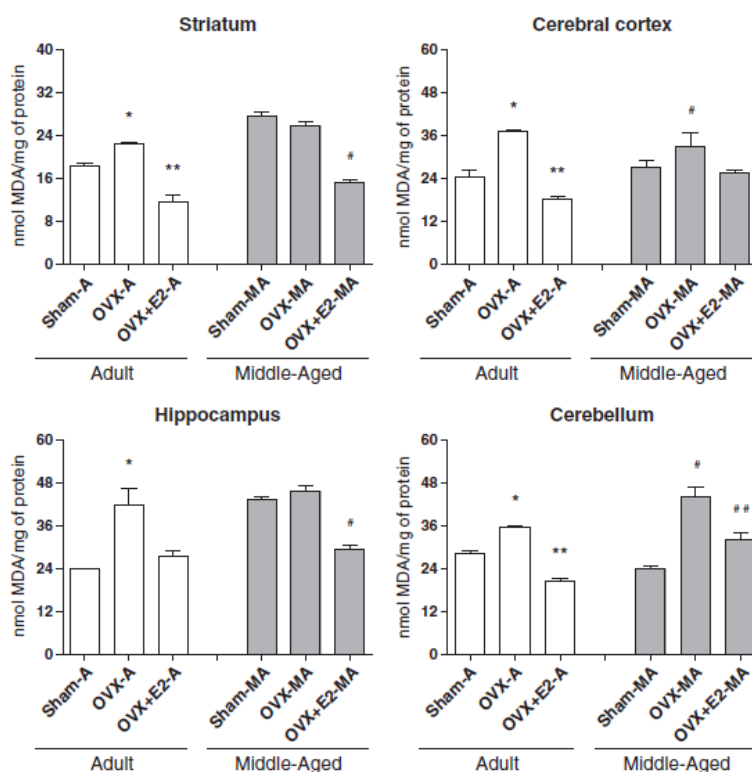 Striatum
nmol MDA/mg of protein
40
32
24
16
8
0
*
**
#
Sham-A
OVX-A
OVX+E2-A
Sham-MA
OVX-MA
OVX+E2-MA
Adult
Middle-Aged
Cerebral cortex
nmol MDA/mg of protein
60
48
36
24
12
0
*
**
#
Sham-A
OVX-A
OVX+E2-A
Sham-MA
OVX-MA
OVX+E2-MA
Adult
Middle-Aged
Hippocampus
nmol MDA/mg of protein
60
48
36
24
12
0
*
#
Sham-A
OVX-A
OVX+E2-A
Sham-MA
OVX-MA
OVX+E2-MA
Adult
Middle-Aged
Cerebellum
nmol MDA/mg of protein
60
48
36
24
12
0
*
**
#
##
Sham-A
OVX-A
OVX+E2-A
Sham-MA
OVX-MA
OVX+E2-MA
Adult
Middle-Aged